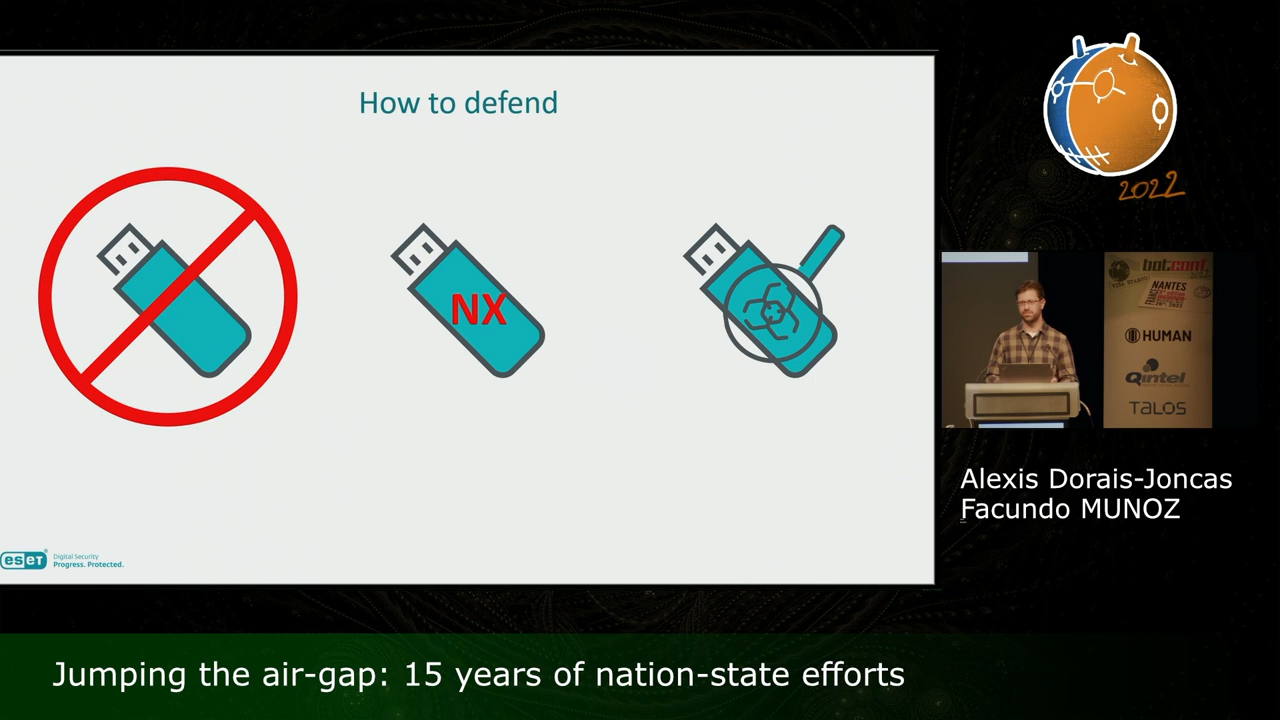 How to defend
NX
eset
Digital Security
Progress. Protected.
2022
botconf
NANTES
HUMAN
Qintel
TALOS
Alexis Dorais-Joncas
Facundo MUNOZ
Jumping the air-gap: 15 years of nation-state efforts